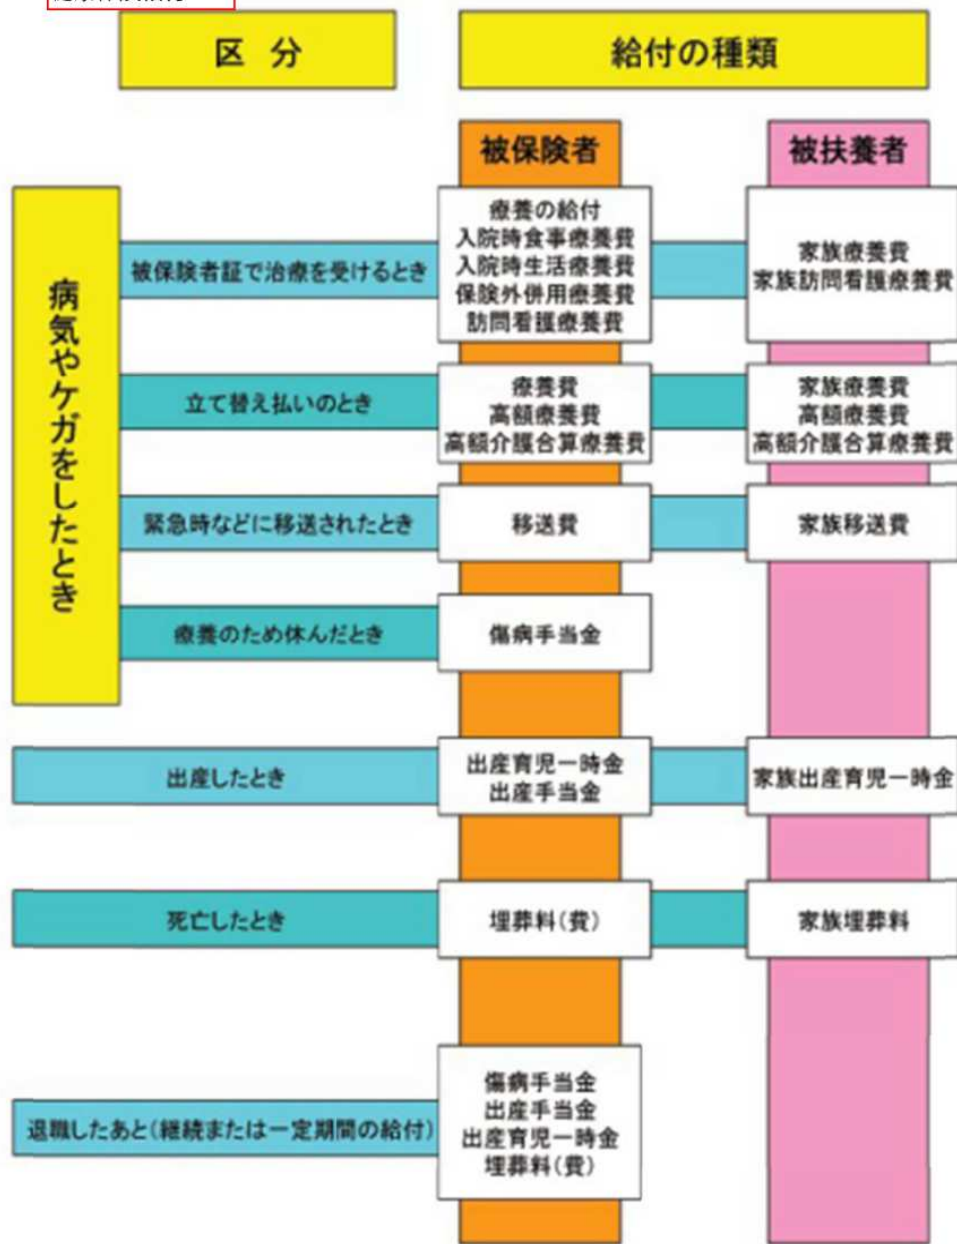 区 分
給付の種類
被保険者
被扶養者
病気やケガをしたとき
被保険者証で治療を受けるとき
療養の給付
入院時食事療養費
入院時生活療養費
保険外併用療養費
訪問看護療養費
家族療養費
家族訪問看護療養費
立て替え払いのとき
療養費
高額療養費
高額介護合算療養費
家族療養費
高額療養費
高額介護合算療養費
緊急時などに移送されたとき
移送費
家族移送費
療養のため休んだとき
傷病手当金
出産したとき
出産育児一時金
出産手当金
家族出産育児一時金
死亡したとき
埋葬料(費)
家族埋葬料
退職したあと(継続または一定期間の給付)
傷病手当金
出産手当金
出産育児一時金
埋葬料(費)